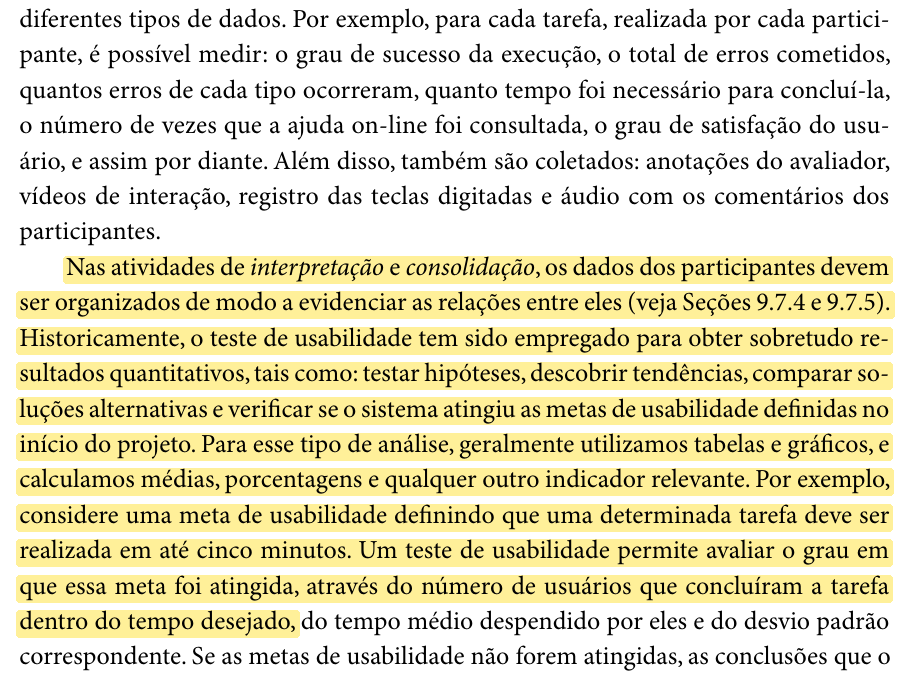 diferentes tipos de dados. Por exemplo, para cada tarefa, realizada por cada partici-
pante, é possível medir: o grau de sucesso da execução, o total de erros cometidos,
quantos erros de cada tipo ocorreram, quanto tempo foi necessário para concluí-la,
o número de vezes que a ajuda on-line foi consultada, o grau de satisfação do usu-
ário, e assim por diante. Além disso, também são coletados: anotações do avaliador,
vídeos de interação, registro das teclas digitadas e áudio com os comentários dos
participantes.
Nas atividades de interpretação e consolidação, os dados dos participantes devem
ser organizados de modo a evidenciar as relações entre eles (veja Seções 9.7.4 e 9.7.5).
Historicamente, o teste de usabilidade tem sido empregado para obter sobretudo re-
sultados quantitativos, tais como: testar hipóteses, descobrir tendências, comparar so-
luções alternativas e verificar se o sistema atingiu as metas de usabilidade definidas no
início do projeto. Para esse tipo de análise, geralmente utilizamos tabelas e gráficos, e
calculamos médias, porcentagens e qualquer outro indicador relevante. Por exemplo,
considere uma meta de usabilidade definindo que uma determinada tarefa deve ser
realizada em até cinco minutos. Um teste de usabilidade permite avaliar o grau em
que essa meta foi atingida, através do número de usuários que concluíram a tarefa
dentro do tempo desejado, do tempo médio despendido por eles e do desvio padrão
correspondente. Se as metas de usabilidade não forem atingidas, as conclusões que o